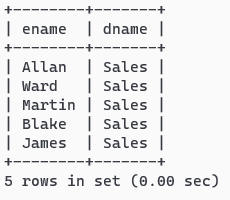 +--------+-------+
| ename  | dname |
+--------+-------+
| Allan  | Sales |
| Ward   | Sales |
| Martin | Sales |
| Blake  | Sales |
| James  | Sales |
+--------+-------+
5 rows in set (0.00 sec)